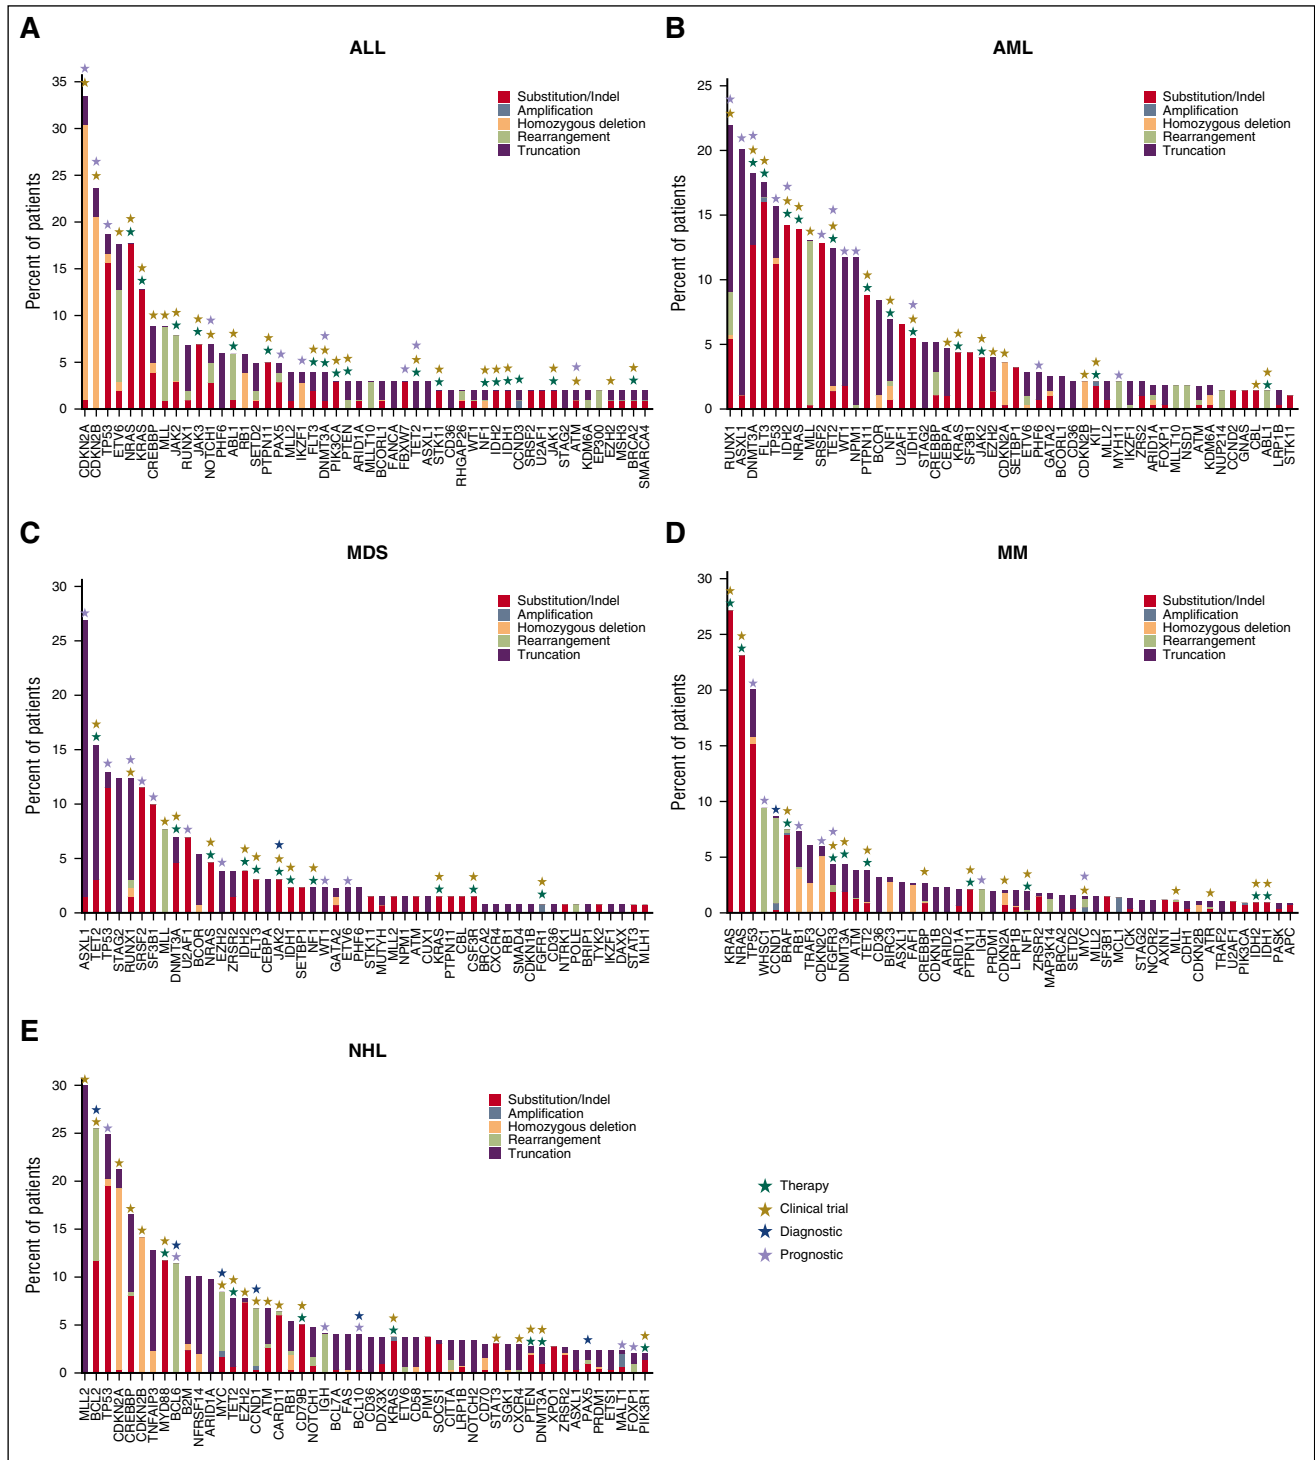 A
ALL
Percent of patients
35
30
25
20
15
10
5
0
Substitution/Indel
Amplification
Homozygous deletion
Rearrangement
Truncation
CDKN2A
CDKN2B
TP53
ETV6
NRAS
KRAS
CREBBP
MLL
JAK2
RUNX1
JAK3
NOTCH1
PHF6
ABL1
RB1
SETD2
PTPN11
PAX5
MLL2
IKZF1
FLT3
DNMT3A
PIK3CA
PTEN
ARID1A
MLLT10
BCORL1
FANCA
FBXW7
TET2
ASXL1
STK11
CD36
RHGAP26
WT1
NF1
IDH2
IDH1
CCND3
SRSF2
U2AF1
JAK1
STAG2
ATM
KDM6A
EP300
EZH2
MSH3
BRCA2
SMARCA4
B
AML
Percent of patients
25
20
15
10
5
0
Substitution/Indel
Amplification
Homozygous deletion
Rearrangement
Truncation
RUNX1
ASXL1
DNMT3A
FLT3
TP53
IDH2
NRAS
MLL
SRSF2
TET2
WT1
NPM1
PTPN11
BCOR
NF1
U2AF1
IDH1
STAG2
CREBBP
CEBPA
KRAS
SF3B1
JAK2
EZH2
CDKN2A
SETBP1
ETV6
PHF6
GATA2
BCORL1
CD36
CDKN2B
KIT
MLL2
MYH11
IKZF1
ZRS2
ARID1A
FOXP1
MLLT10
NSD1
ATM
KDM6A
NUP214
CCND2
GNAS
CBL
ABL1
LRP1B
STK11
C
MDS
Percent of patients
30
25
20
15
10
5
0
Substitution/Indel
Amplification
Homozygous deletion
Rearrangement
Truncation
ASXL1
TET2
TP53
STAG2
RUNX1
SRSF2
SF3B1
MLL
DNMT3A
U2AF1
BCOR
NRAS
EZH2
ZRSR2
IDH2
FLT3
CEBPA
JAK2
IDH1
SETBP1
NF1
WT1
GATA2
ETV6
PHF6
STK11
MUTYH
MLL2
NPM1
ATM
CUX1
KRAS
PTPN11
CBL
CSF3R
BRCA2
CXCR4
RB1
SMAD4
CDKN1B
FGFR1
CD36
NTRK1
POLE
BRIP1
TYK2
IKZF1
DAXX
STAT3
MLH1
D
MM
Percent of patients
30
25
20
15
10
5
0
Substitution/Indel
Amplification
Homozygous deletion
Rearrangement
Truncation
KRAS
NRAS
TP53
WHSC1
CCND1
BRAF
RB1
TRAF3
CDKN2C
FGFR3
DNMT3A
ATM
TET2
CD36
BIRC3
ASXL1
FAF1
CREBBP
CDKN1B
ARID2
ARID1A
PTPN11
IGH
PRDM1
CDKN2A
LRP1B
NF1
ZRSR2
MAP3K14
BRCA2
SETD2
MYC
MLL2
SF3B1
MCL1
ICK
STAG2
NCOR2
AXIN1
MLL
CDH1
CDKN2B
ATR
TRAF2
U2AF1
PIK3CA
IDH2
IDH1
PASK
APC
E
NHL
Percent of patients
30
25
20
15
10
5
0
Substitution/Indel
Amplification
Homozygous deletion
Rearrangement
Truncation
MLL2
BCL2
TP53
CDKN2A
CREBBP
CDKN2B
TNFAIP3
MYD88
BCL6
B2M
NFRSF14
ARID1A
MYC
TET2
EZH2
CCND1
ATM
CARD11
RB1
CD79B
NOTCH1
IGH
BCL7A
FAS
BCL10
CD36
DDX3X
KRAS
ETV6
CD58
PIM1
SOCS1
CIITA
LRP1B
NOTCH2
CD70
STAT3
SGK1
CXCR4
PTEN
DNMT3A
XPO1
ZRSR2
ASXL1
PAX5
PRDM1
ETS1
MALT1
FOXP1
PIK3R1
Therapy
Clinical trial
Diagnostic
Prognostic